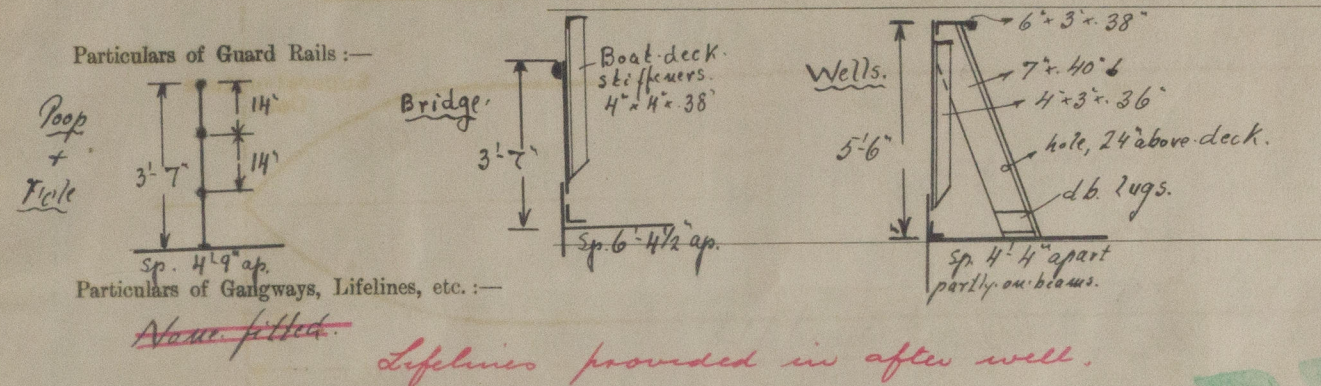 Particulars of Guard Rails :—
Poop
+
F'cle
3'-7"
14"
14"
Sp. 4'-9" ap.
Bridge.
3'-7"
Boat-deck
stiffeners.
4" x 4" x .38"
Sp. 6'-4 1/2" ap.
Wells.
5'-6"
6" x 3" x .38"
7" x .40"
4" x 3" x .36"
hole, 24" above deck.
db. lugs.
Sp. 4'-4" apart
partly on beams.
Particulars of Gangways, Lifelines, etc. :—
None fitted.
Lifelines provided in after well.